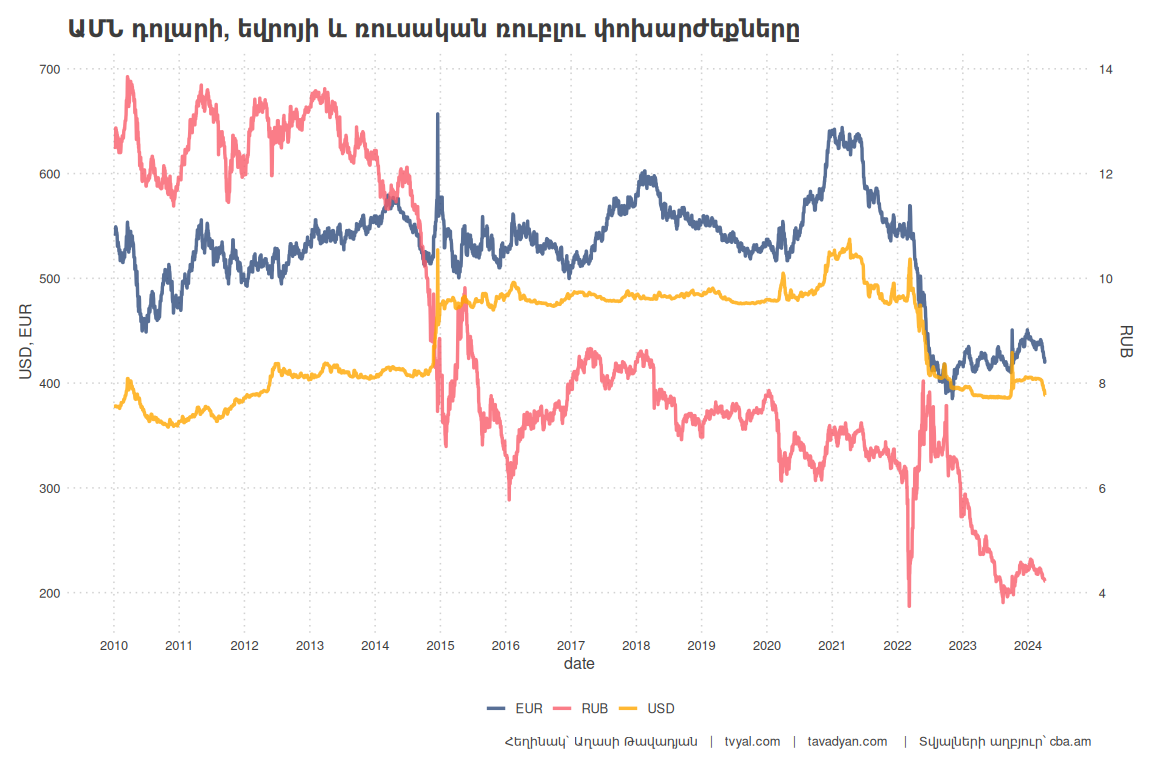 ԱՄՆ դոլարի, եվրոյի և ռուսական ռուբլու փոխարժեքները
700
600
500
400
300
200
USD, EUR
14
12
10
8
6
4
RUB
2010 2011 2012 2013 2014 2015 2016 2017 2018 2019 2020 2021 2022 2023 2024
date
EUR RUB USD
Հեղինակ՝ Աղասի Թավադյան | tvyal.com | tavadyan.com | Տվյալների աղբյուր՝ cba.am